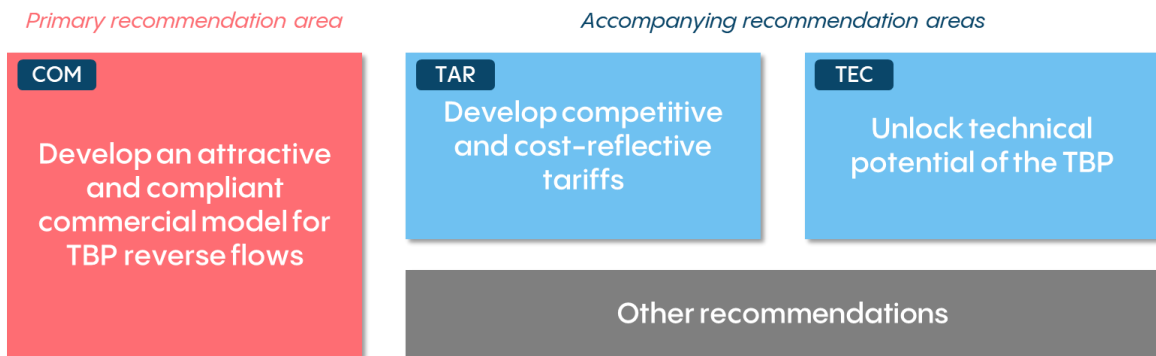 Primary recommendation area
Accompanying recommendation areas
COM
Develop an attractive
and compliant
commercial model for
TBP reverse flows
TAR
Develop competitive
and cost-reflective
tariffs
TEC
Unlock technical
potential of the TBP
Other recommendations